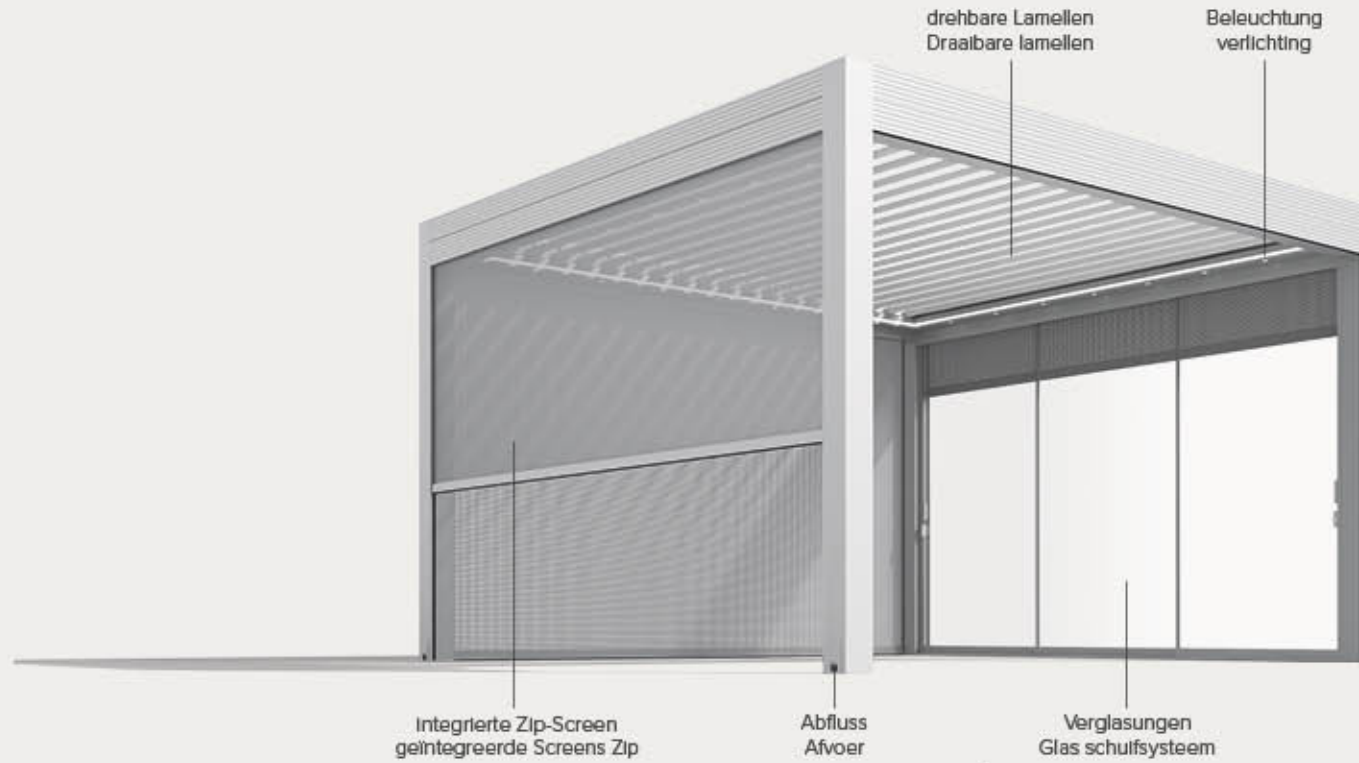 drehbare Lamellen
Draaibare lamellen
Beleuchtung
verlichting
integrierte Zip-Screen
geïntegreerde Screens Zip
Abfluss
Afvoer
Verglasungen
Glas schuifsysteem